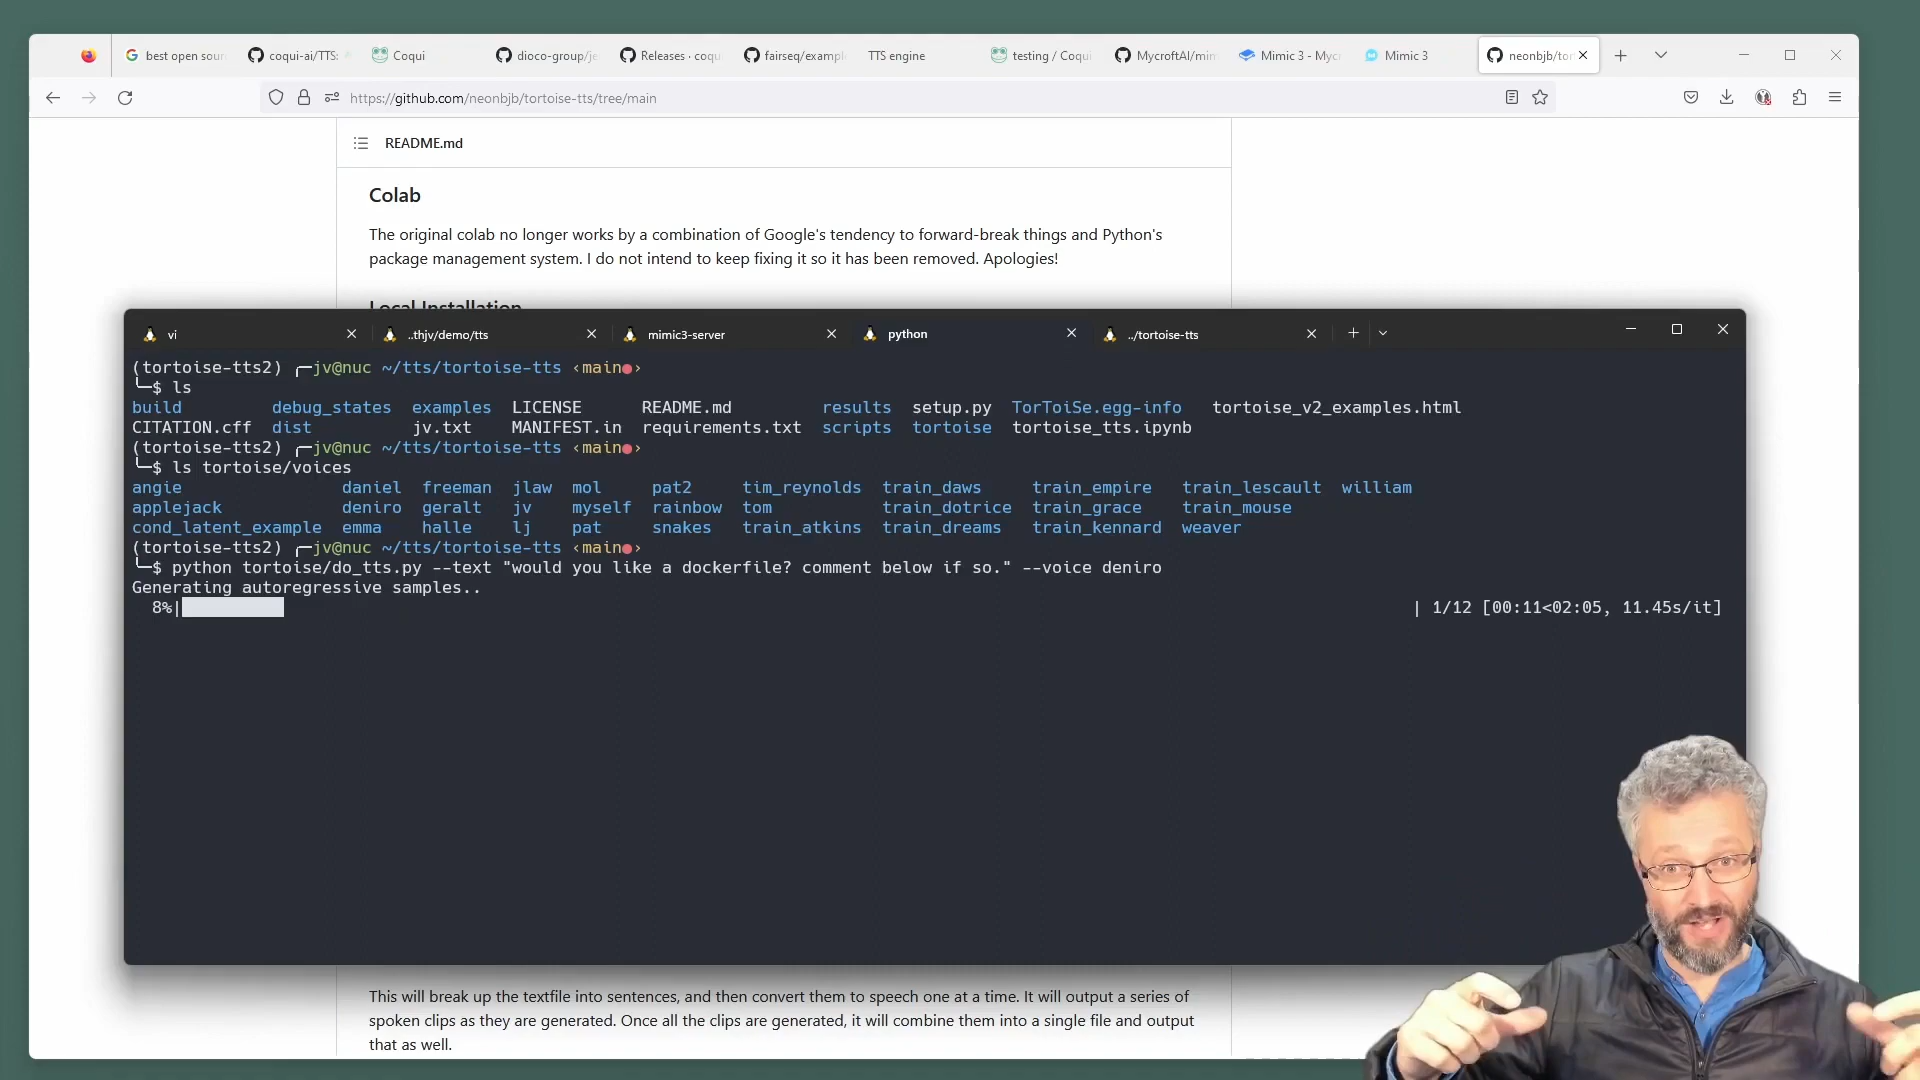 best open sour
coqui-ai/TTS:
Coqui
dioco-group/je
Releases · coqu
fairseq/exampl
TTS engine
testing / Coqui
MycroftAI/mim
Mimic 3 - Mycr
Mimic 3
neonbjb/tor
https://github.com/neonbjb/tortoise-tts/tree/main
README.md
Colab
The original colab no longer works by a combination of Google's tendency to forward-break things and Python's
package management system. I do not intend to keep fixing it so it has been removed. Apologies!
Local Installation
vi
..thjv/demo/tts
mimic3-server
python
../tortoise-tts
(tortoise-tts2) ╭─jv@nuc ~/tts/tortoise-tts ‹main●›
╰─$ ls
build debug_states examples LICENSE README.md results setup.py TorToiSe.egg-info tortoise_v2_examples.html
CITATION.cff dist jv.txt MANIFEST.in requirements.txt scripts tortoise tortoise_tts.ipynb
(tortoise-tts2) ╭─jv@nuc ~/tts/tortoise-tts ‹main●›
╰─$ ls tortoise/voices
angie daniel freeman jlaw mol pat2 tim_reynolds train_daws train_empire train_lescault william
applejack deniro geralt jv myself rainbow tom train_dotrice train_grace train_mouse
cond_latent_example emma halle lj pat snakes train_atkins train_dreams train_kennard weaver
(tortoise-tts2) ╭─jv@nuc ~/tts/tortoise-tts ‹main●›
╰─$ python tortoise/do_tts.py --text "would you like a dockerfile? comment below if so." --voice deniro
Generating autoregressive samples..
8%| | 1/12 [00:11<02:05, 11.45s/it]
This will break up the textfile into sentences, and then convert them to speech one at a time. It will output a series of
spoken clips as they are generated. Once all the clips are generated, it will combine them into a single file and output
that as well.